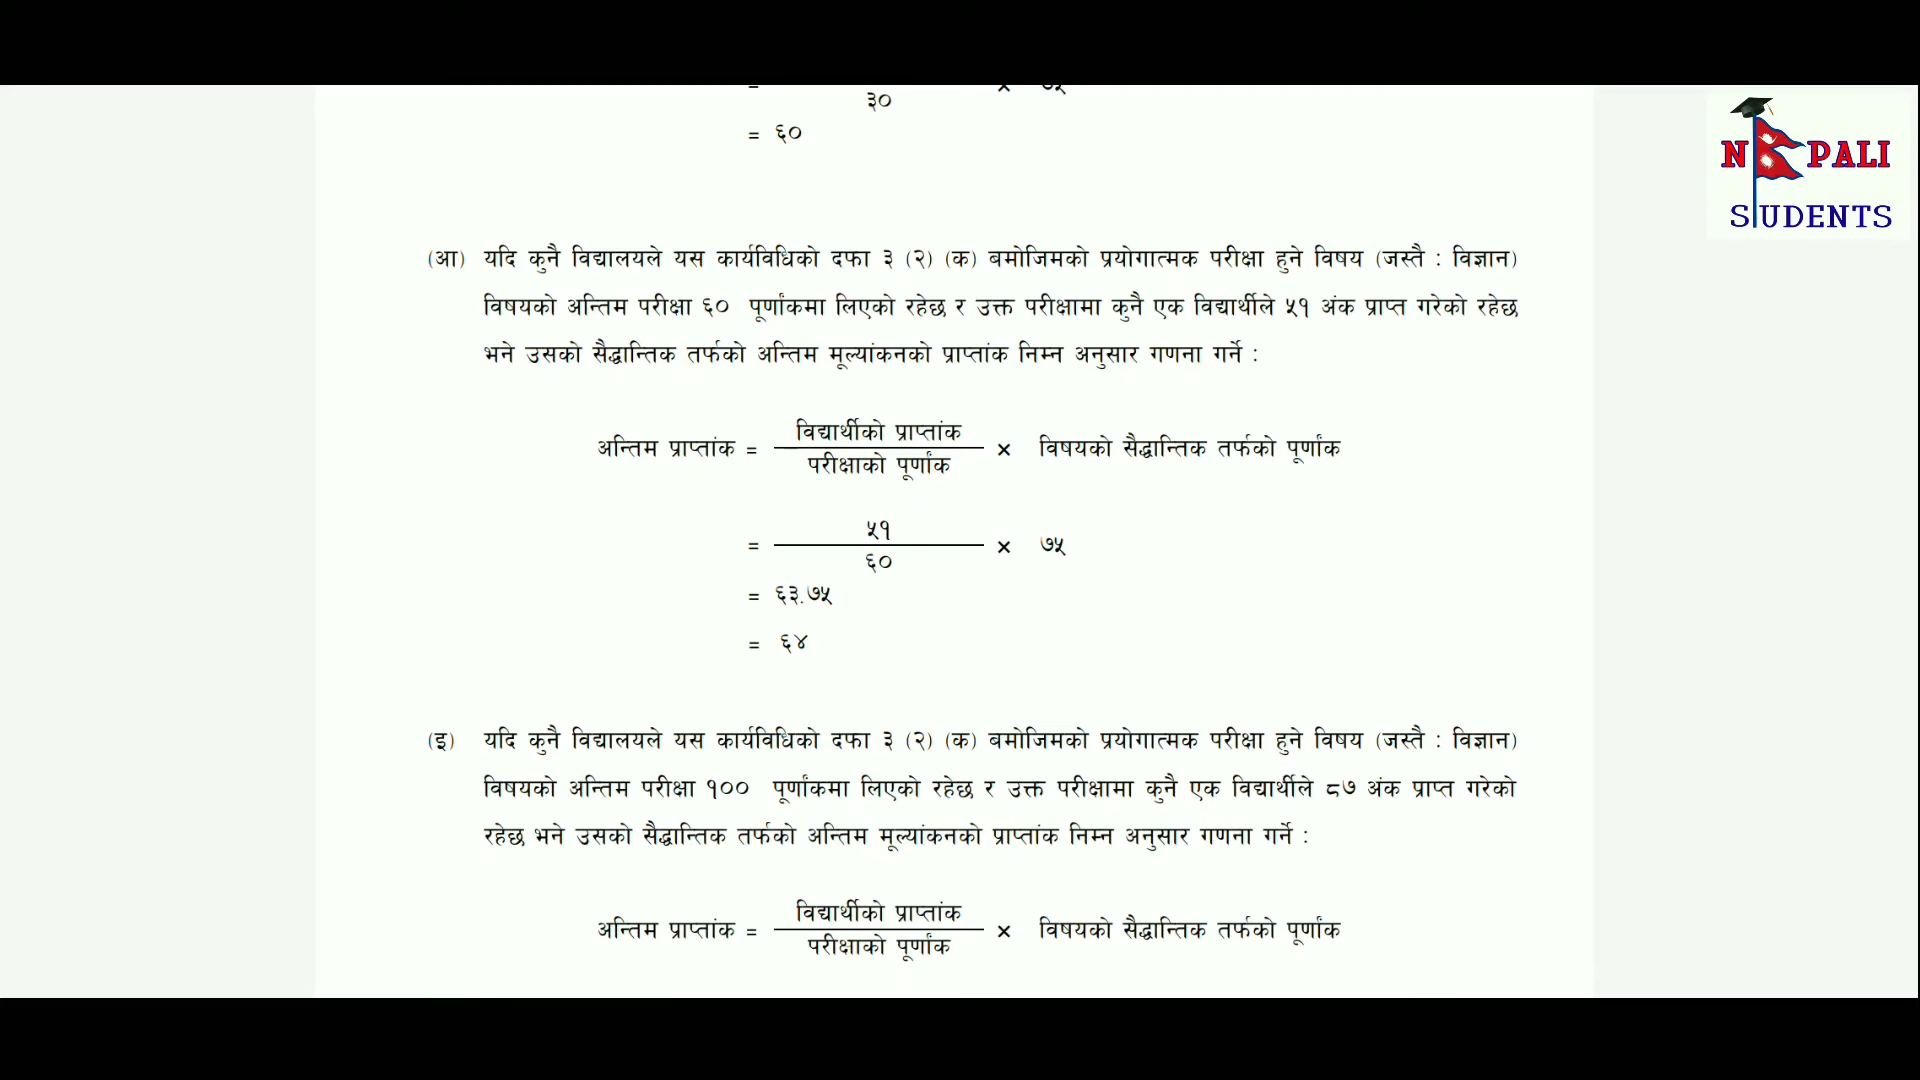 = × ७५
३०
= ६०
(आ) यदि कुनै विद्यालयले यस कार्यविधिको दफा ३ (२) (क) बमोजिमको प्रयोगात्मक परीक्षा हुने विषय (जस्तै : विज्ञान)
विषयको अन्तिम परीक्षा ६० पूर्णांकमा लिएको रहेछ र उक्त परीक्षामा कुनै एक विद्यार्थीले ५१ अंक प्राप्त गरेको रहेछ
भने उसको सैद्धान्तिक तर्फको अन्तिम मूल्यांकनको प्राप्तांक निम्न अनुसार गणना गर्ने :
विद्यार्थीको प्राप्तांक
अन्तिम प्राप्तांक = × विषयको सैद्धान्तिक तर्फको पूर्णांक
परीक्षाको पूर्णांक
५१
= × ७५
६०
= ६३.७५
= ६४
(इ) यदि कुनै विद्यालयले यस कार्यविधिको दफा ३ (२) (क) बमोजिमको प्रयोगात्मक परीक्षा हुने विषय (जस्तै : विज्ञान)
विषयको अन्तिम परीक्षा १०० पूर्णांकमा लिएको रहेछ र उक्त परीक्षामा कुनै एक विद्यार्थीले ८७ अंक प्राप्त गरेको
रहेछ भने उसको सैद्धान्तिक तर्फको अन्तिम मूल्यांकनको प्राप्तांक निम्न अनुसार गणना गर्ने :
विद्यार्थीको प्राप्तांक
अन्तिम प्राप्तांक = × विषयको सैद्धान्तिक तर्फको पूर्णांक
परीक्षाको पूर्णांक
NEPALI
STUDENTS